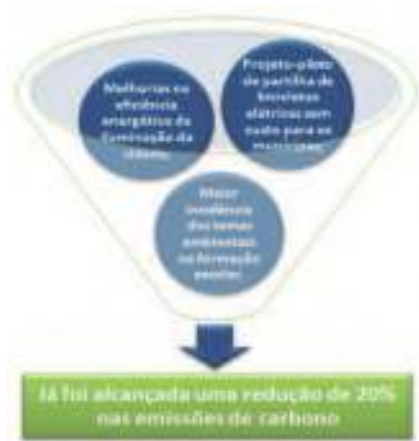 Melhorias na
eficiência
energética da
iluminação da
cidade
Projeto-piloto
de partilha de
bicicletas
elétricas sem
custo para os
munícipes
Maior
incidência
dos temas
ambientais
na formação
escolar
Já foi alcançada uma redução de 20%
nas emissões de carbono